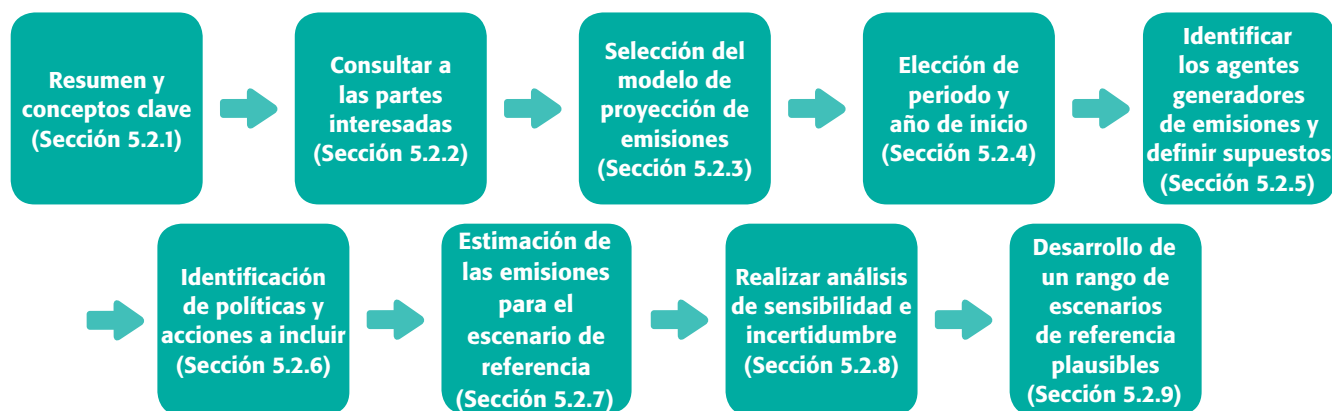 Resumen y
conceptos clave
(Sección 5.2.1)
Consultar a
las partes
interesadas
(Sección 5.2.2)
Selección del
modelo de
proyección de
emisiones
(Sección 5.2.3)
Elección de
periodo y
año de inicio
(Sección 5.2.4)
Identificar
los agentes
generadores
de emisiones y
definir supuestos
(Sección 5.2.5)
Identificación
de políticas y
acciones a incluir
(Sección 5.2.6)
Estimación de
las emisiones
para el
escenario de
referencia
(Sección 5.2.7)
Realizar análisis
de sensibilidad e
incertidumbre
(Sección 5.2.8)
Desarrollo de
un rango de
escenarios
de referencia
plausibles
(Sección 5.2.9)